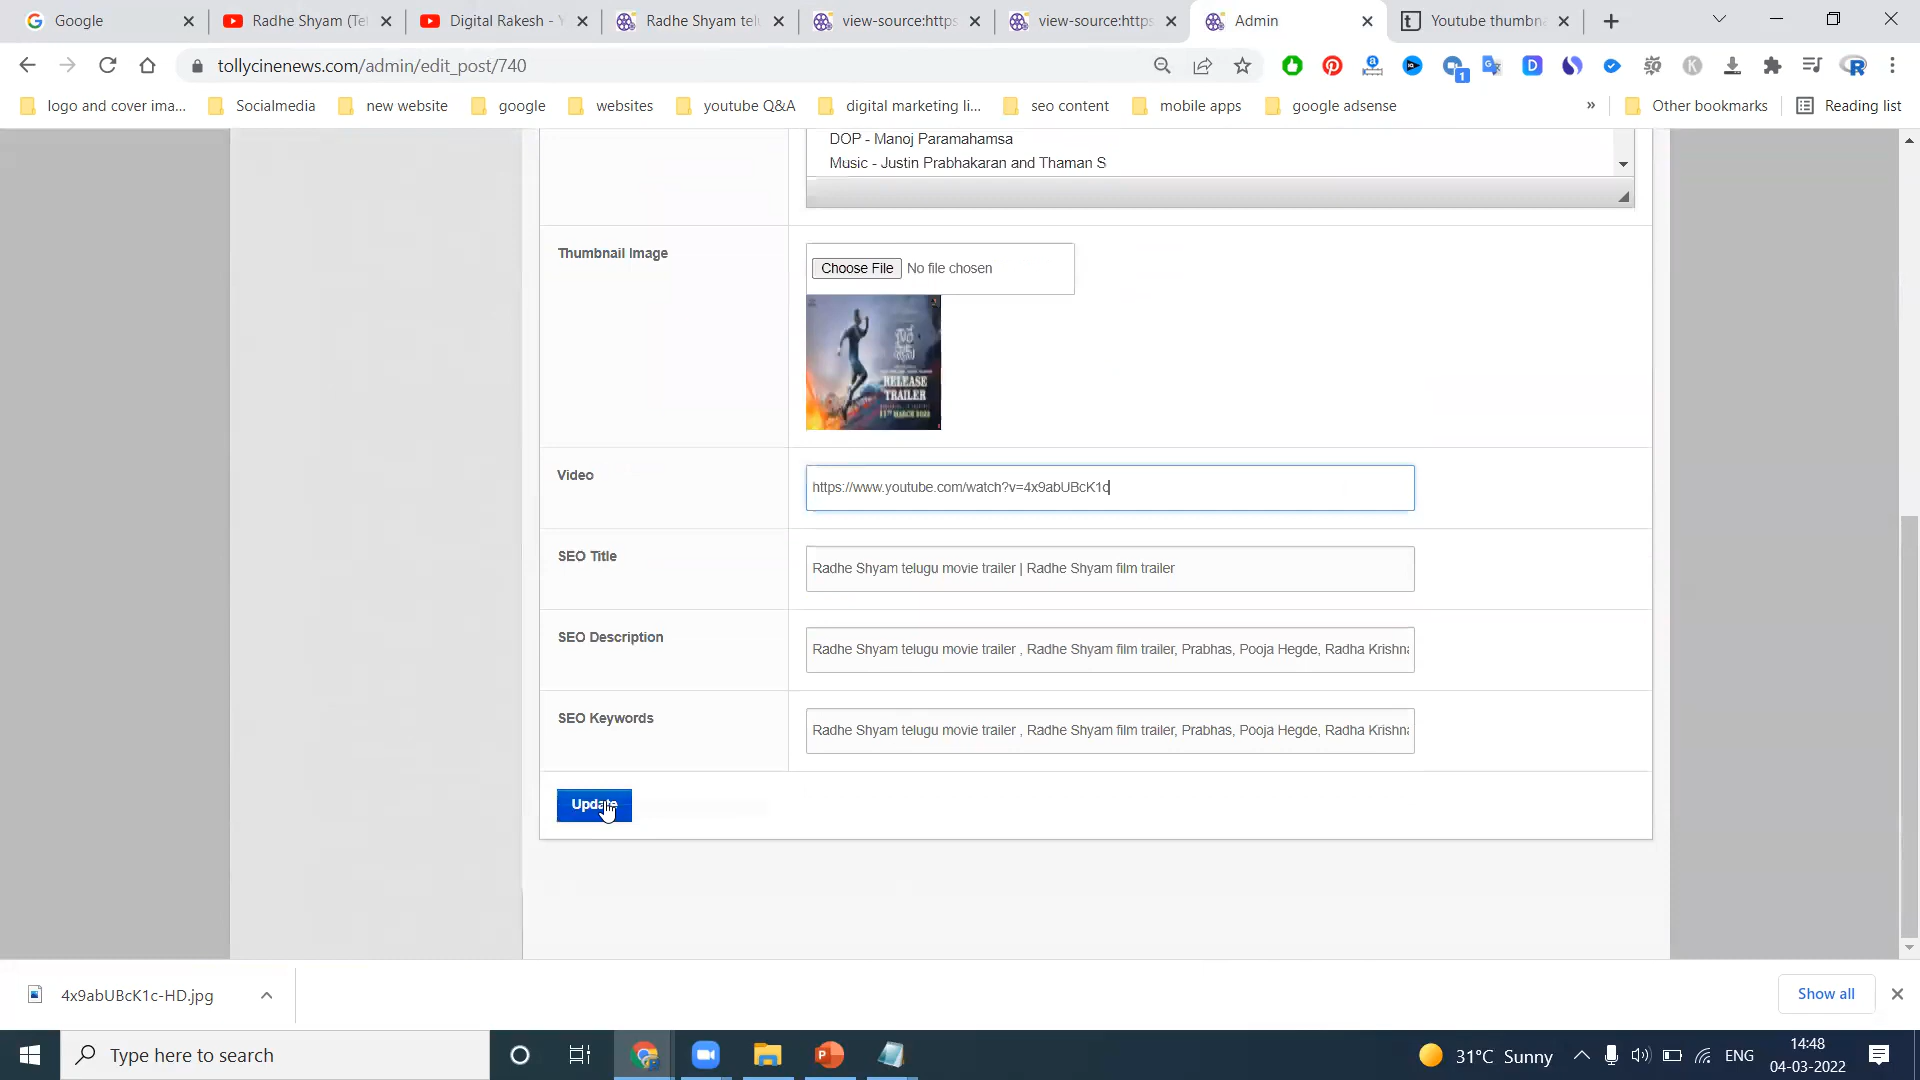 Google
Radhe Shyam (Te
Digital Rakesh - Y
Radhe Shyam tel
view-source:https
view-source:https
Admin
Youtube thumbn
tollycinenews.com/admin/edit_post/740
logo and cover ima...
Socialmedia
new website
google
websites
youtube Q&A
digital marketing li...
seo content
mobile apps
google adsense
»
Other bookmarks
Reading list
DOP - Manoj Paramahamsa
Music - Justin Prabhakaran and Thaman S
Thumbnail Image
Choose File No file chosen
RELEASE
TRAILER
11TH MARCH 2022
Video
https://www.youtube.com/watch?v=4x9abUBcK1c
SEO Title
Radhe Shyam telugu movie trailer | Radhe Shyam film trailer
SEO Description
Radhe Shyam telugu movie trailer , Radhe Shyam film trailer, Prabhas, Pooja Hegde, Radha Krishna
SEO Keywords
Radhe Shyam telugu movie trailer , Radhe Shyam film trailer, Prabhas, Pooja Hegde, Radha Krishna
Update
4x9abUBcK1c-HD.jpg
Show all
Type here to search
31°C Sunny
ENG
14:48
04-03-2022